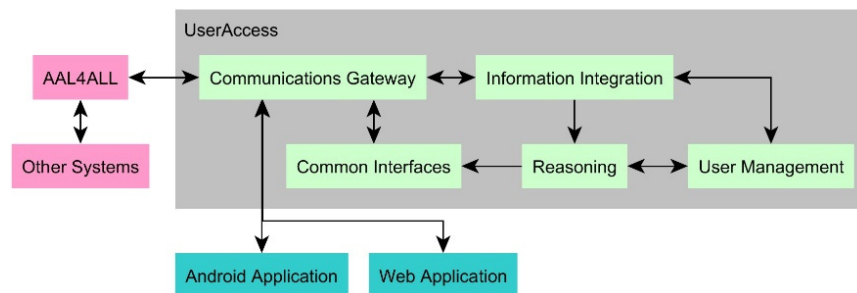 UserAccess
AAL4ALL
Communications Gateway
Information Integration
Other Systems
Common Interfaces
Reasoning
User Management
Android Application
Web Application